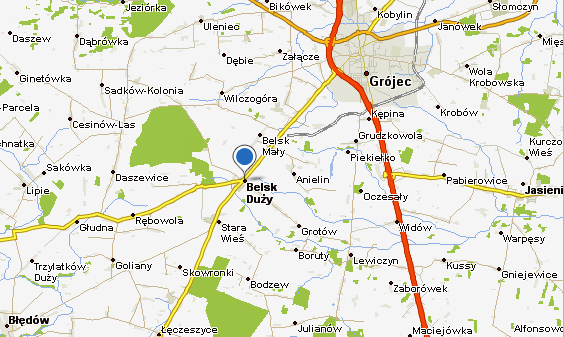 Jeziórka
Bikówek
Kobylin
Słomczyn
Uleniec
Janówek
Daszew
Dąbrówka
Załącze
Dębie
Grójec
Wola
Krobowska
Ginetówka
Sadków-Kolonia
Wilczogóra
-Parcela
Krobów
Kępina
Cesinów-Las
Belsk
Mały
Grudzkowola
Kurczo
Wieś
Piekiełko
Sakówka
Daszewice
Anielin
Pabierowice
Lipie
Belsk
Duży
Oczesały
Jasieni
Rębowola
Głudna
Stara
Wieś
Grotów
Widów
Warpęsy
Boruty
Lewiczyn
Trzylatków
Duży
Goliany
Skowronki
Kussy
Gniejewice
Bodzew
Zaborówek
Błędów
Łęczeszyce
Julianów
Maciejówka
Alfonsowo